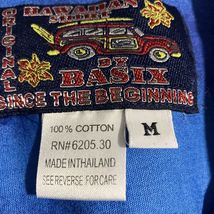 HAWAIIAN
ORIGINAL
BY
BASIX
SINCE THE BEGINNING
100% COTTON
RN#6205.30
MADE IN THAILAND
SEE REVERSE FOR CARE
M